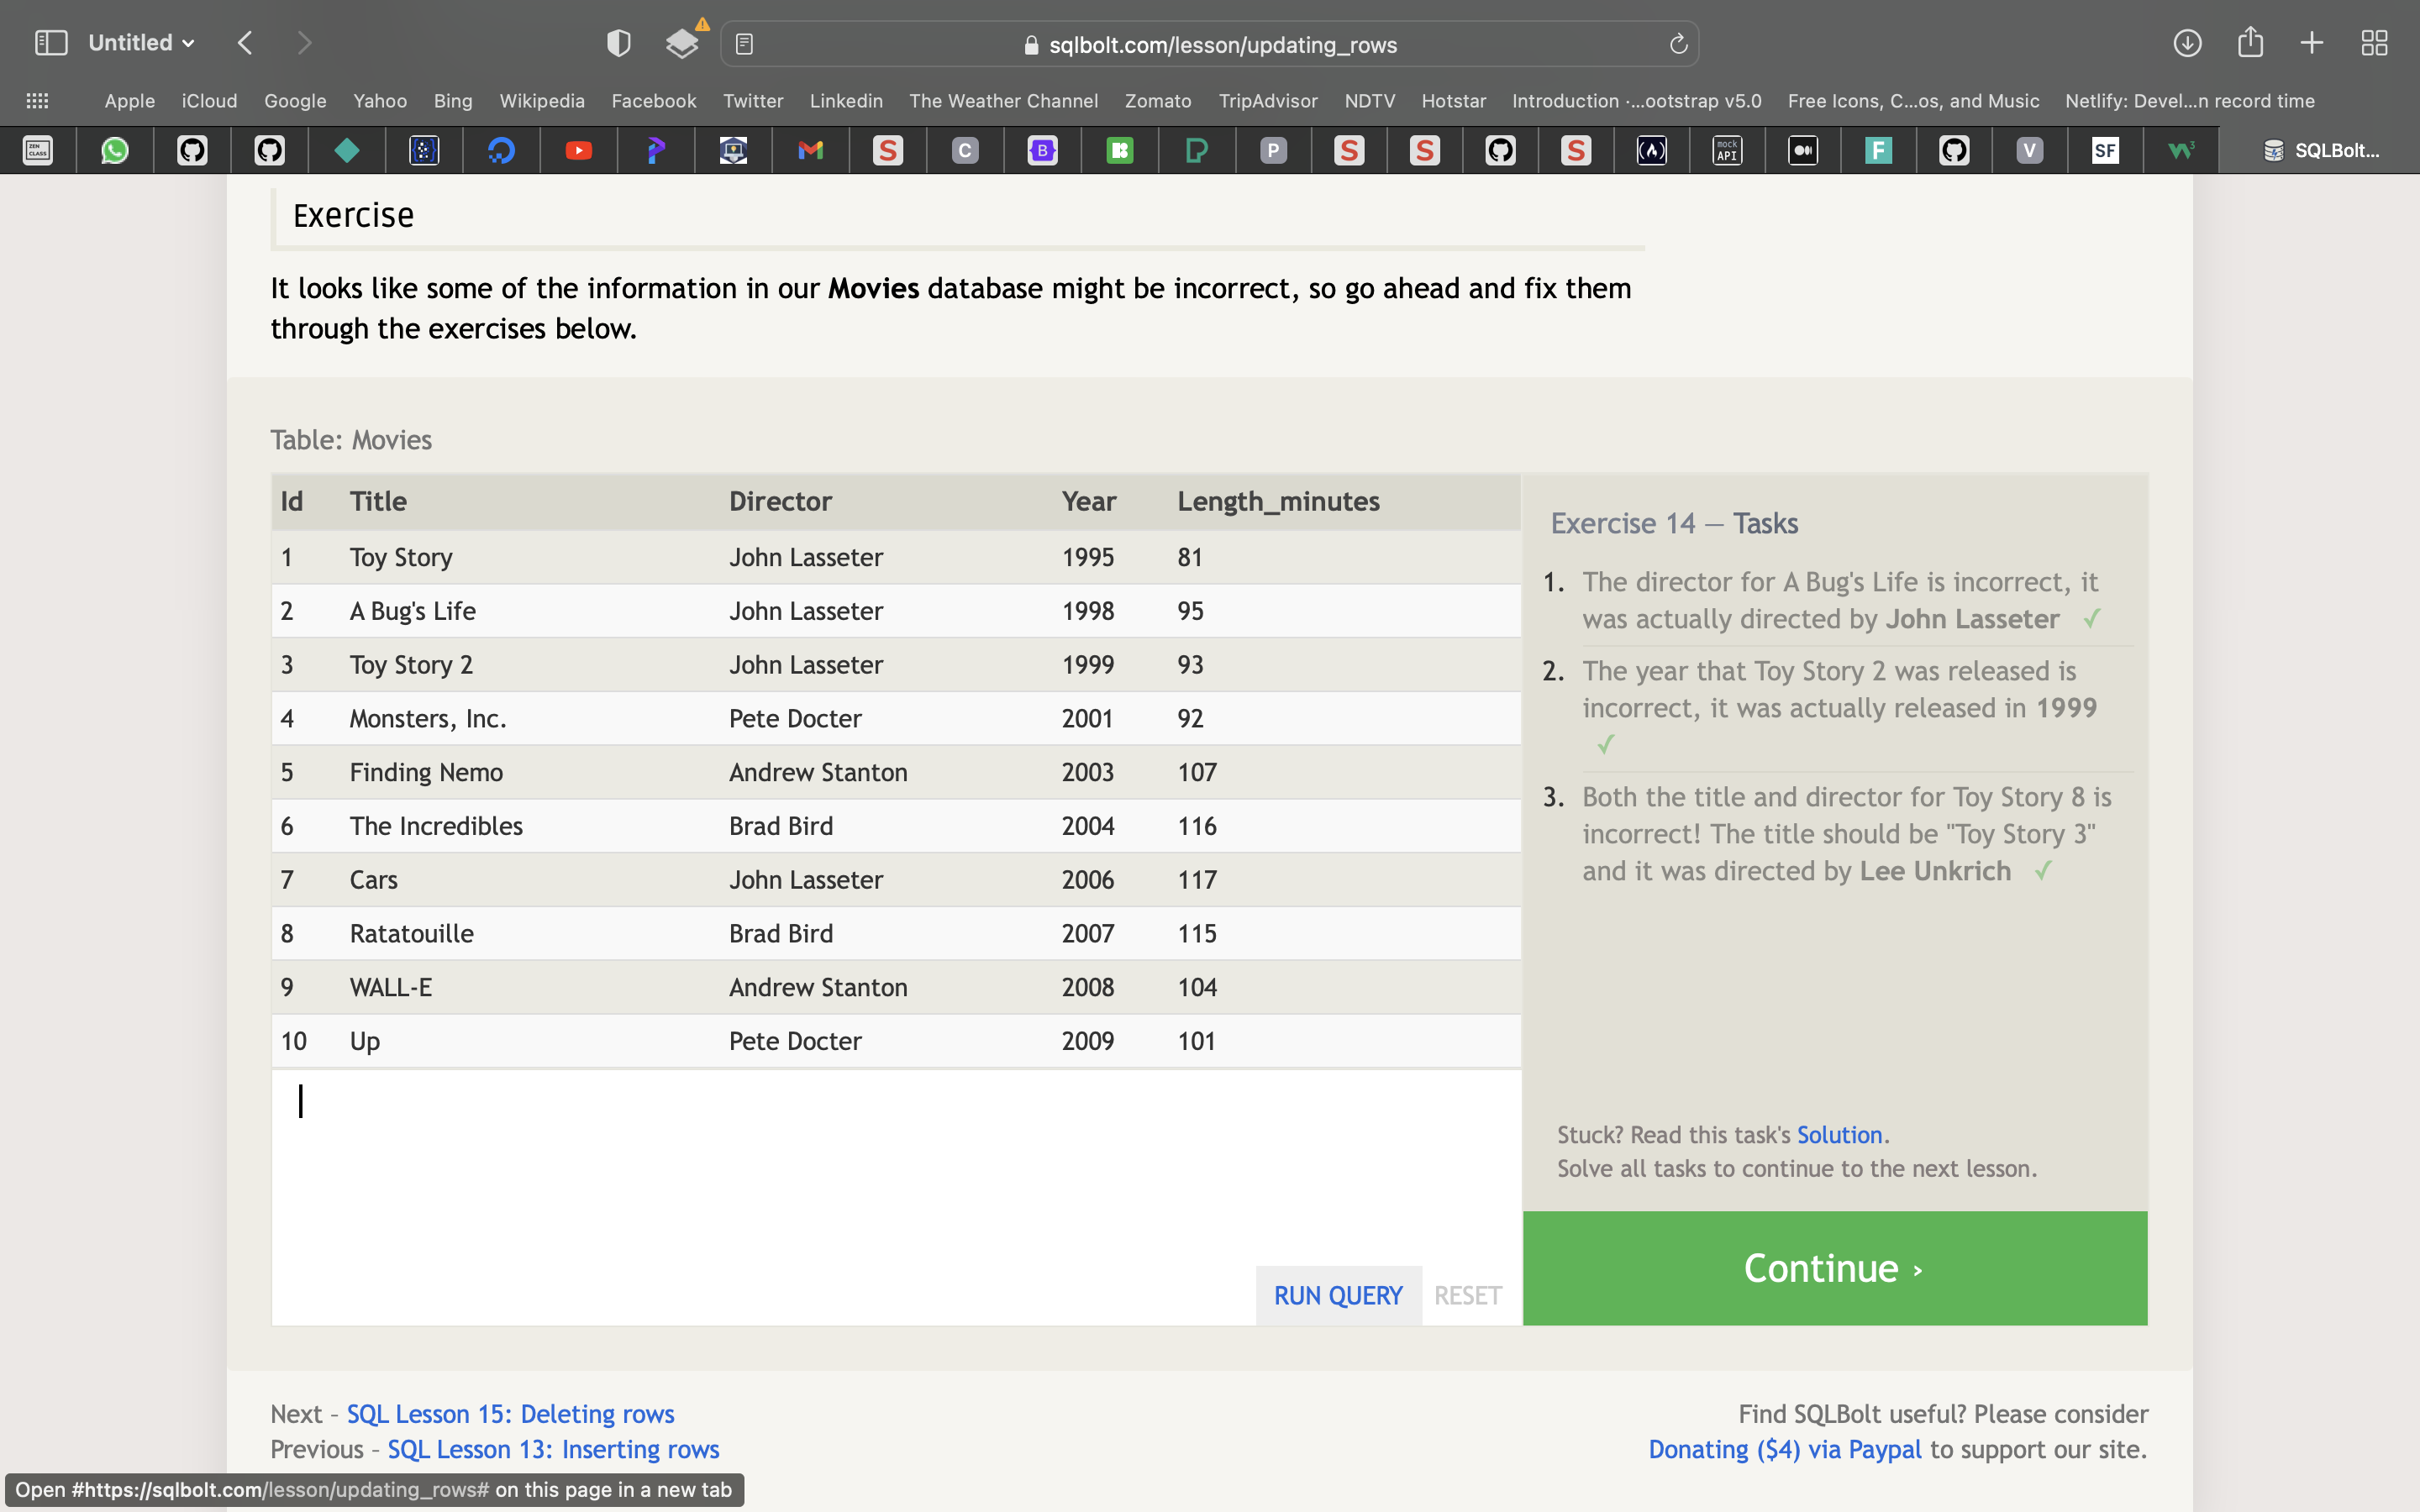 Untitled
sqlbolt.com/lesson/updating_rows
Apple iCloud Google Yahoo Bing Wikipedia Facebook Twitter Linkedin The Weather Channel Zomato TripAdvisor NDTV Hotstar Introduction ·...ootstrap v5.0 Free Icons, C...os, and Music Netlify: Devel...n record time
ZEN CLASS S C B P S S S mock API F V SF W3 SQLBolt...
Exercise
It looks like some of the information in our Movies database might be incorrect, so go ahead and fix them
through the exercises below.
Table: Movies
Id Title Director Year Length_minutes
1 Toy Story John Lasseter 1995 81
2 A Bug's Life John Lasseter 1998 95
3 Toy Story 2 John Lasseter 1999 93
4 Monsters, Inc. Pete Docter 2001 92
5 Finding Nemo Andrew Stanton 2003 107
6 The Incredibles Brad Bird 2004 116
7 Cars John Lasseter 2006 117
8 Ratatouille Brad Bird 2007 115
9 WALL-E Andrew Stanton 2008 104
10 Up Pete Docter 2009 101
RUN QUERY RESET
Exercise 14 — Tasks
1. The director for A Bug's Life is incorrect, it
was actually directed by John Lasseter ✓
2. The year that Toy Story 2 was released is
incorrect, it was actually released in 1999
✓
3. Both the title and director for Toy Story 8 is
incorrect! The title should be "Toy Story 3"
and it was directed by Lee Unkrich ✓
Stuck? Read this task's Solution.
Solve all tasks to continue to the next lesson.
Continue ›
Next – SQL Lesson 15: Deleting rows
Previous – SQL Lesson 13: Inserting rows
Find SQLBolt useful? Please consider
Donating ($4) via Paypal to support our site.
Open #https://sqlbolt.com/lesson/updating_rows# on this page in a new tab